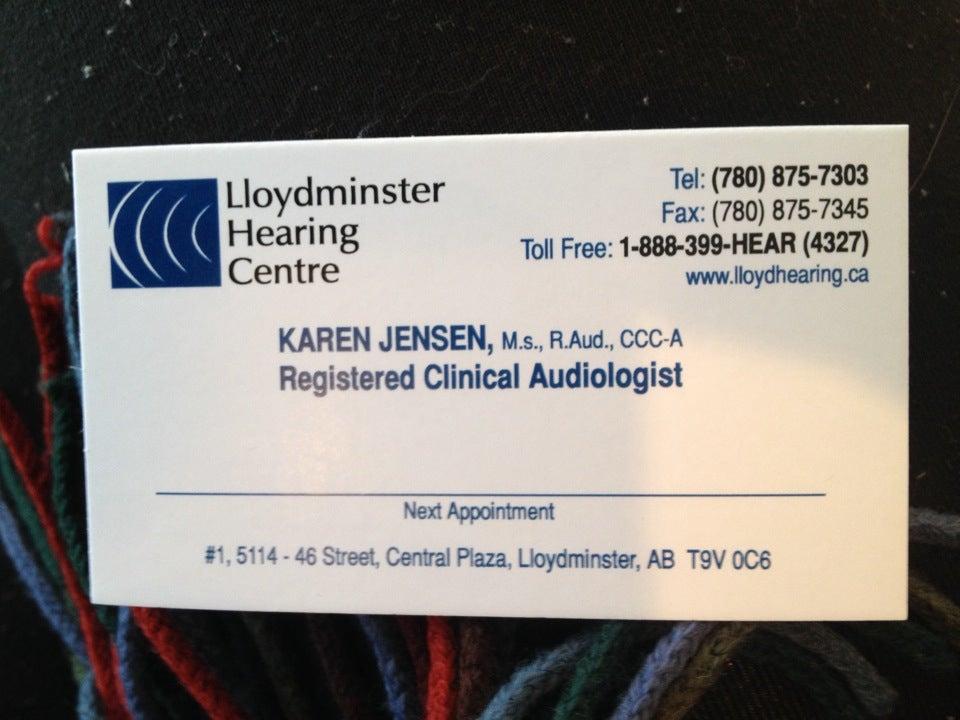 Lloydminster
Hearing
Centre
Tel: (780) 875-7303
Fax: (780) 875-7345
Toll Free: 1-888-399-HEAR (4327)
www.lloydhearing.ca
KAREN JENSEN, M.s., R.Aud., CCC-A
Registered Clinical Audiologist
Next Appointment
#1, 5114 - 46 Street, Central Plaza, Lloydminster, AB T9V 0C6